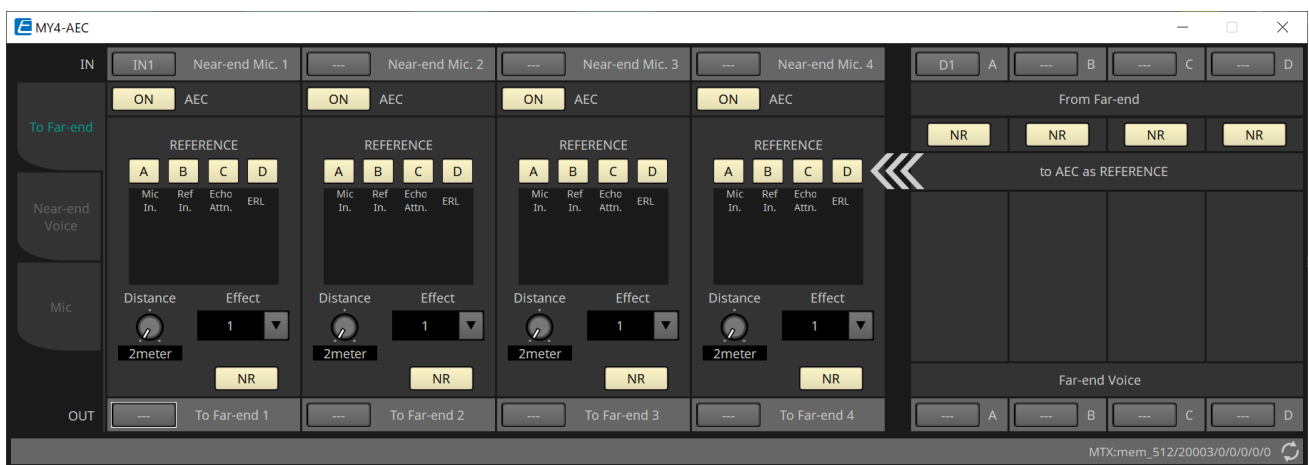 MY4-AEC
IN IN1 Near-end Mic. 1 --- Near-end Mic. 2 --- Near-end Mic. 3 --- Near-end Mic. 4 D1 A --- B --- C --- D
ON AEC ON AEC ON AEC ON AEC From Far-end
To Far-end
NR NR NR NR
REFERENCE REFERENCE REFERENCE REFERENCE
A B C D A B C D A B C D A B C D to AEC as REFERENCE
Mic Ref Echo Mic Ref Echo Mic Ref Echo Mic Ref Echo
In. In. Attn. ERL In. In. Attn. ERL In. In. Attn. ERL In. In. Attn. ERL
Near-end
Voice
Mic
Distance Effect Distance Effect Distance Effect Distance Effect
1 1 1 1
2meter 2meter 2meter 2meter
NR NR NR NR Far-end Voice
OUT --- To Far-end 1 --- To Far-end 2 --- To Far-end 3 --- To Far-end 4 --- A --- B --- C --- D
MTX:mem_512/20003/0/0/0/0/0